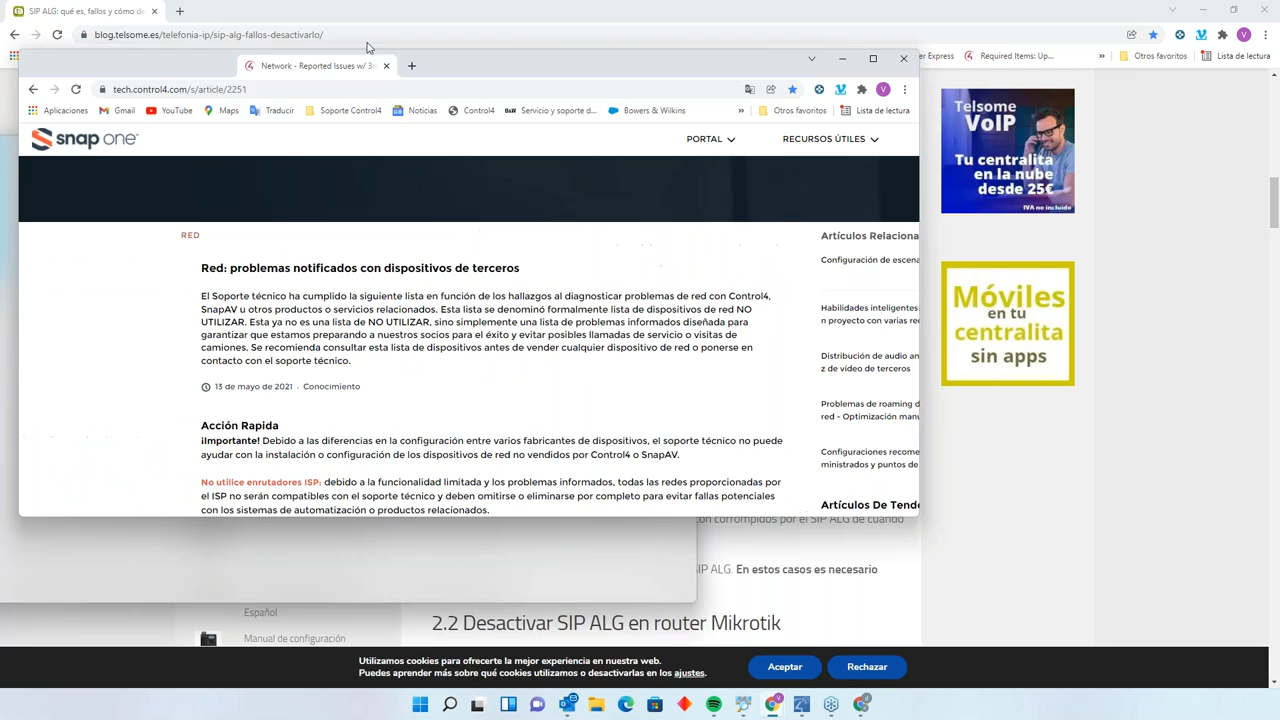 SIP ALG: qué es, fallos y cómo de
blog.telsome.es/telefonia-ip/sip-alg-fallos-desactivarlo/
V
er Express
Required Items: Up...
»
Otros favoritos
Lista de lectura
Network - Reported Issues w/ 3r
tech.control4.com/s/article/2251
V
Aplicaciones
Gmail
YouTube
Maps
Traducir
Soporte Control4
Noticias
Control4
B&W Servicio y soporte d...
Bowers & Wilkins
»
Otros favoritos
Lista de lectura
snap one
PORTAL
RECURSOS ÚTILES
RED
Red: problemas notificados con dispositivos de terceros
El Soporte técnico ha cumplido la siguiente lista en función de los hallazgos al diagnosticar problemas de red con Control4,
SnapAV u otros productos o servicios relacionados. Esta lista se denominó formalmente lista de dispositivos de red NO
UTILIZAR. Esta ya no es una lista de NO UTILIZAR, sino simplemente una lista de problemas informados diseñada para
garantizar que estamos preparando a nuestros socios para el éxito y evitar posibles llamadas de servicio o visitas de
camiones. Se recomienda consultar esta lista de dispositivos antes de vender cualquier dispositivo de red o ponerse en
contacto con el soporte técnico.
13 de mayo de 2021 · Conocimiento
Acción Rapida
¡Importante! Debido a las diferencias en la configuración entre varios fabricantes de dispositivos, el soporte técnico no puede
ayudar con la instalación o configuración de los dispositivos de red no vendidos por Control4 o SnapAV.
No utilice enrutadores ISP: debido a la funcionalidad limitada y los problemas informados, todas las redes proporcionadas por
el ISP no serán compatibles con el soporte técnico y deben omitirse o eliminarse por completo para evitar fallas potenciales
con los sistemas de automatización o productos relacionados.
Artículos Relaciona
Configuración de escena
Habilidades inteligentes
n proyecto con varias re
Distribución de audio an
z de vídeo de terceros
Problemas de roaming d
red - Optimización manu
Configuraciones recome
ministrados y puntos de
Artículos De Tende
Telsome
VoIP
Tu centralita
en la nube
desde 25€
IVA no incluido
Móviles
en tu
centralita
sin apps
con corrompidos por el SIP ALG de cuando
SIP ALG. En estos casos es necesario
Español
Manual de configuración
2.2 Desactivar SIP ALG en router Mikrotik
Utilizamos cookies para ofrecerte la mejor experiencia en nuestra web.
Puedes aprender más sobre qué cookies utilizamos o desactivarlas en los ajustes.
Aceptar
Rechazar